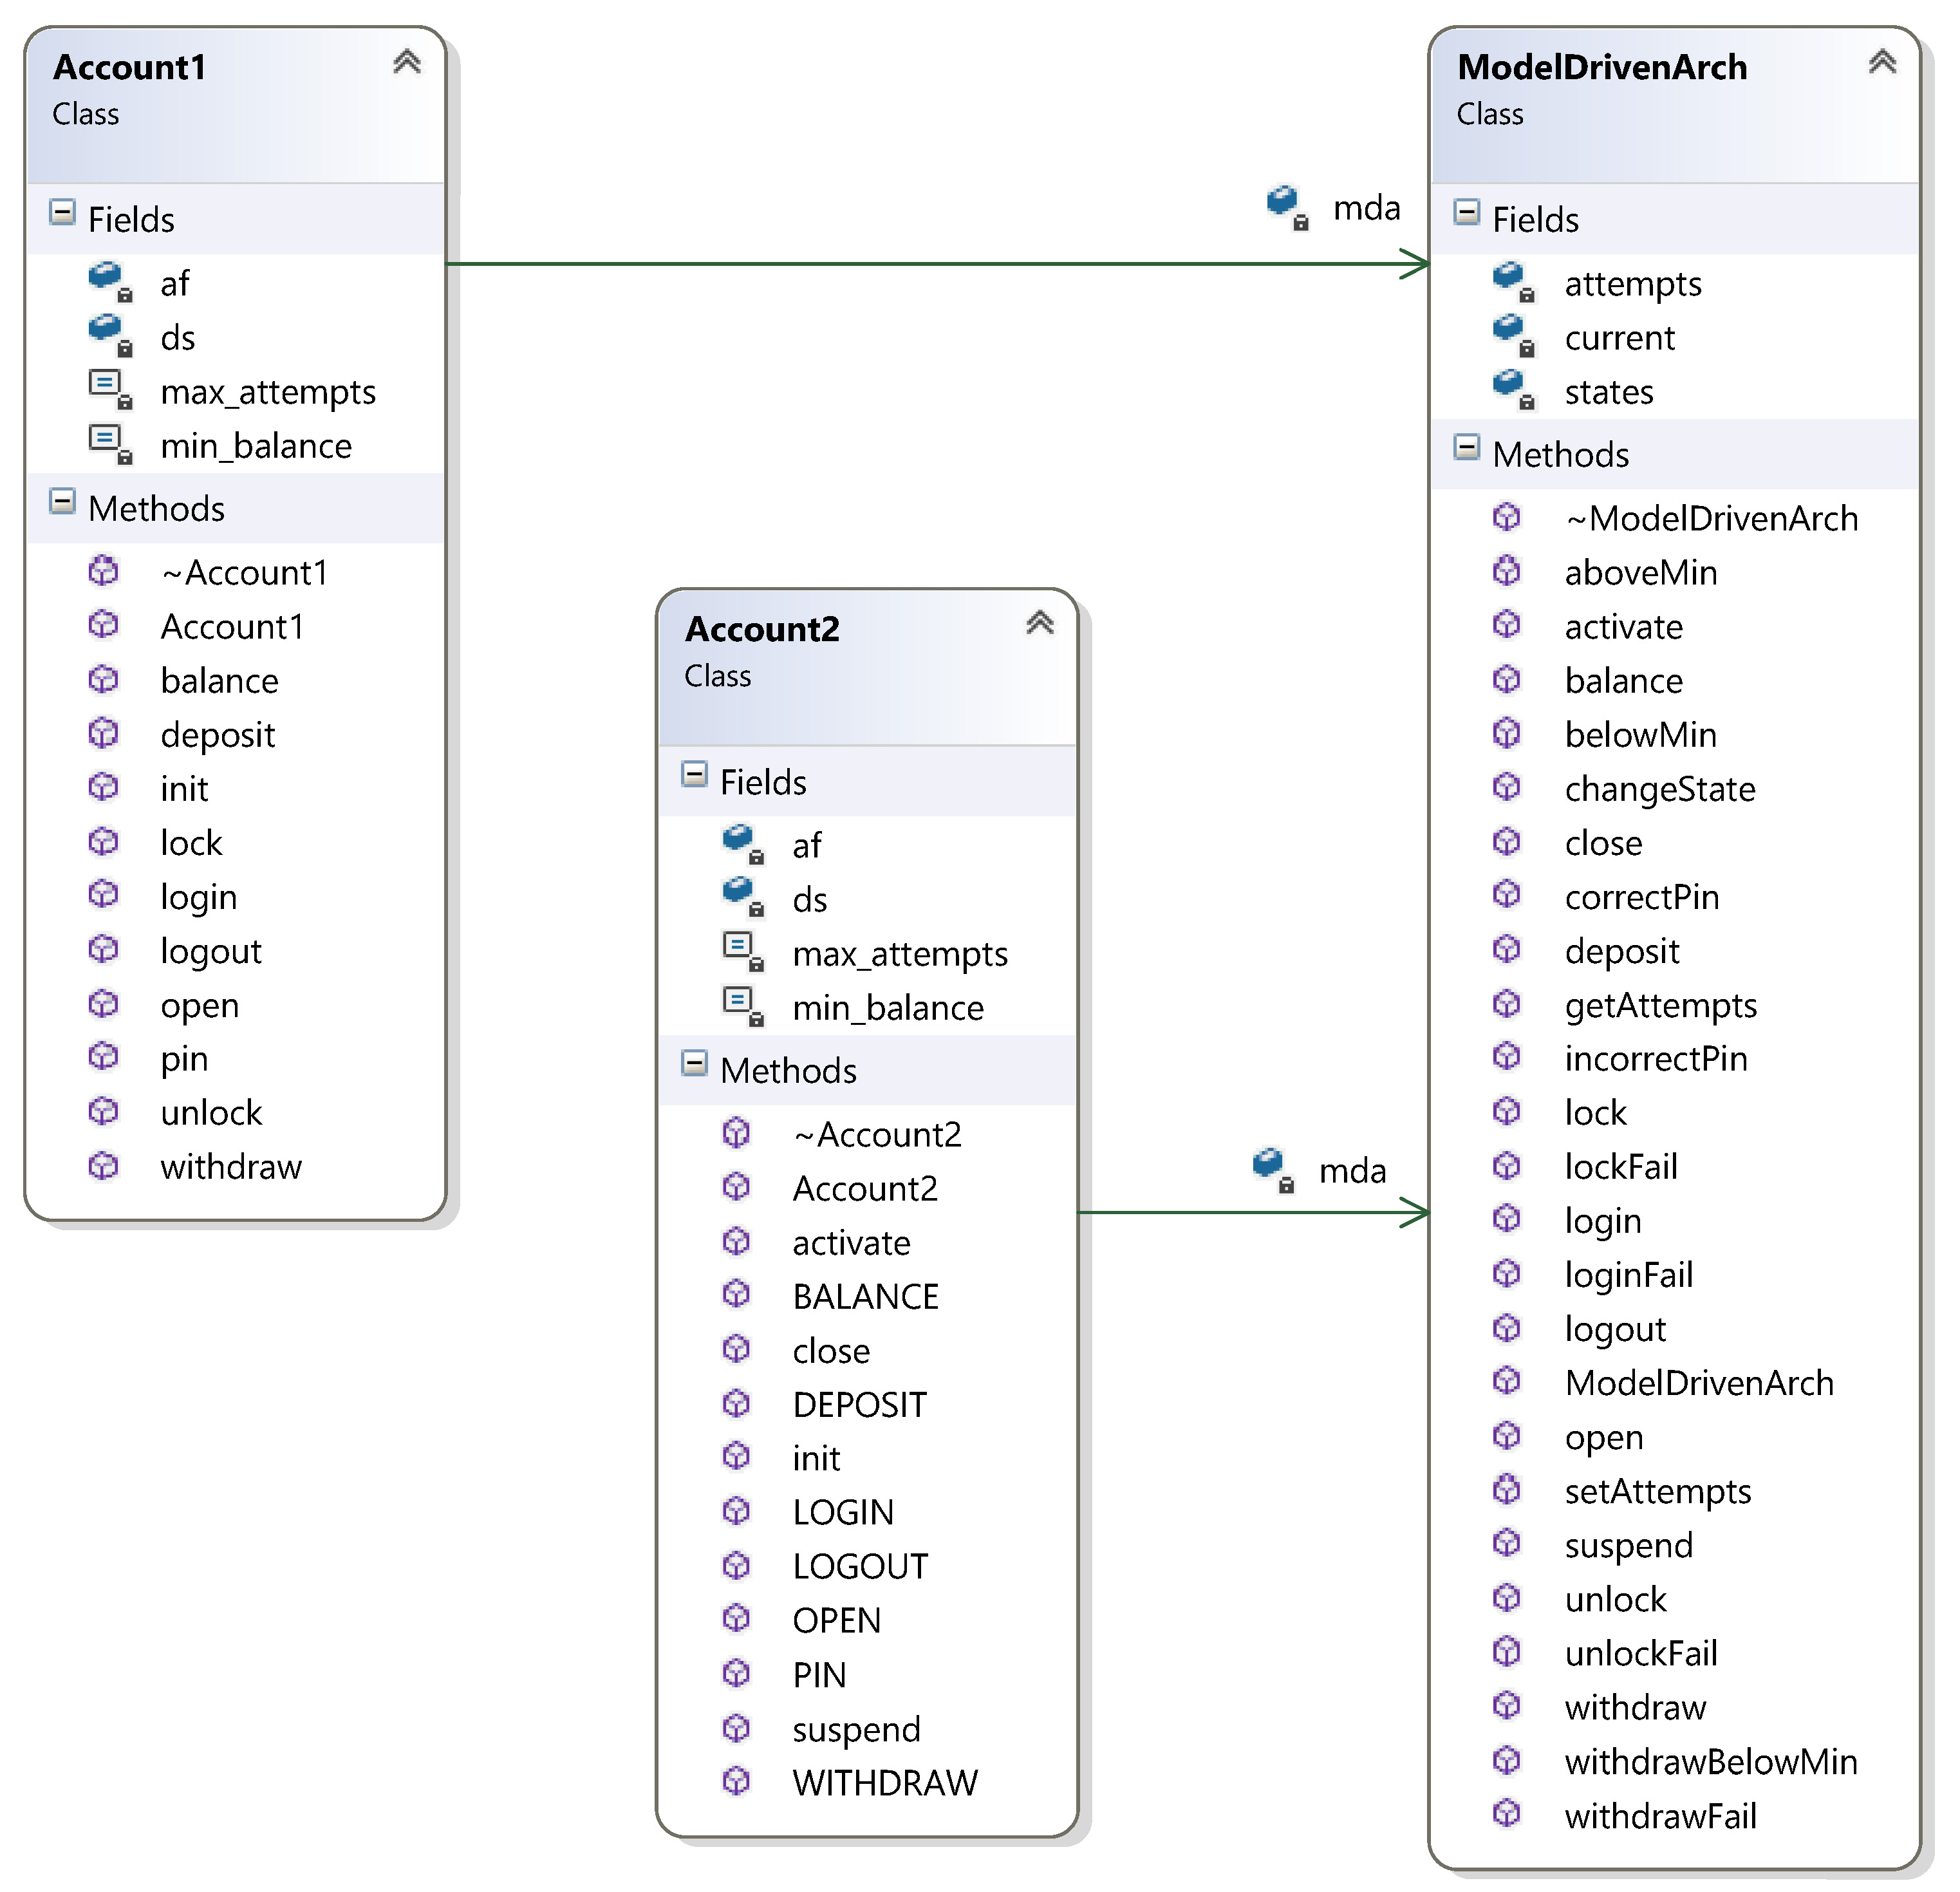 Account1
Class
Fields
af
ds
max_attempts
min_balance
Methods
~Account1
Account1
balance
deposit
init
lock
login
logout
open
pin
unlock
withdraw
mda
Account2
Class
Fields
af
ds
max_attempts
min_balance
Methods
~Account2
Account2
activate
BALANCE
close
DEPOSIT
init
LOGIN
LOGOUT
OPEN
PIN
suspend
WITHDRAW
mda
ModelDrivenArch
Class
Fields
attempts
current
states
Methods
~ModelDrivenArch
aboveMin
activate
balance
belowMin
changeState
close
correctPin
deposit
getAttempts
incorrectPin
lock
lockFail
login
loginFail
logout
ModelDrivenArch
open
setAttempts
suspend
unlock
unlockFail
withdraw
withdrawBelowMin
withdrawFail